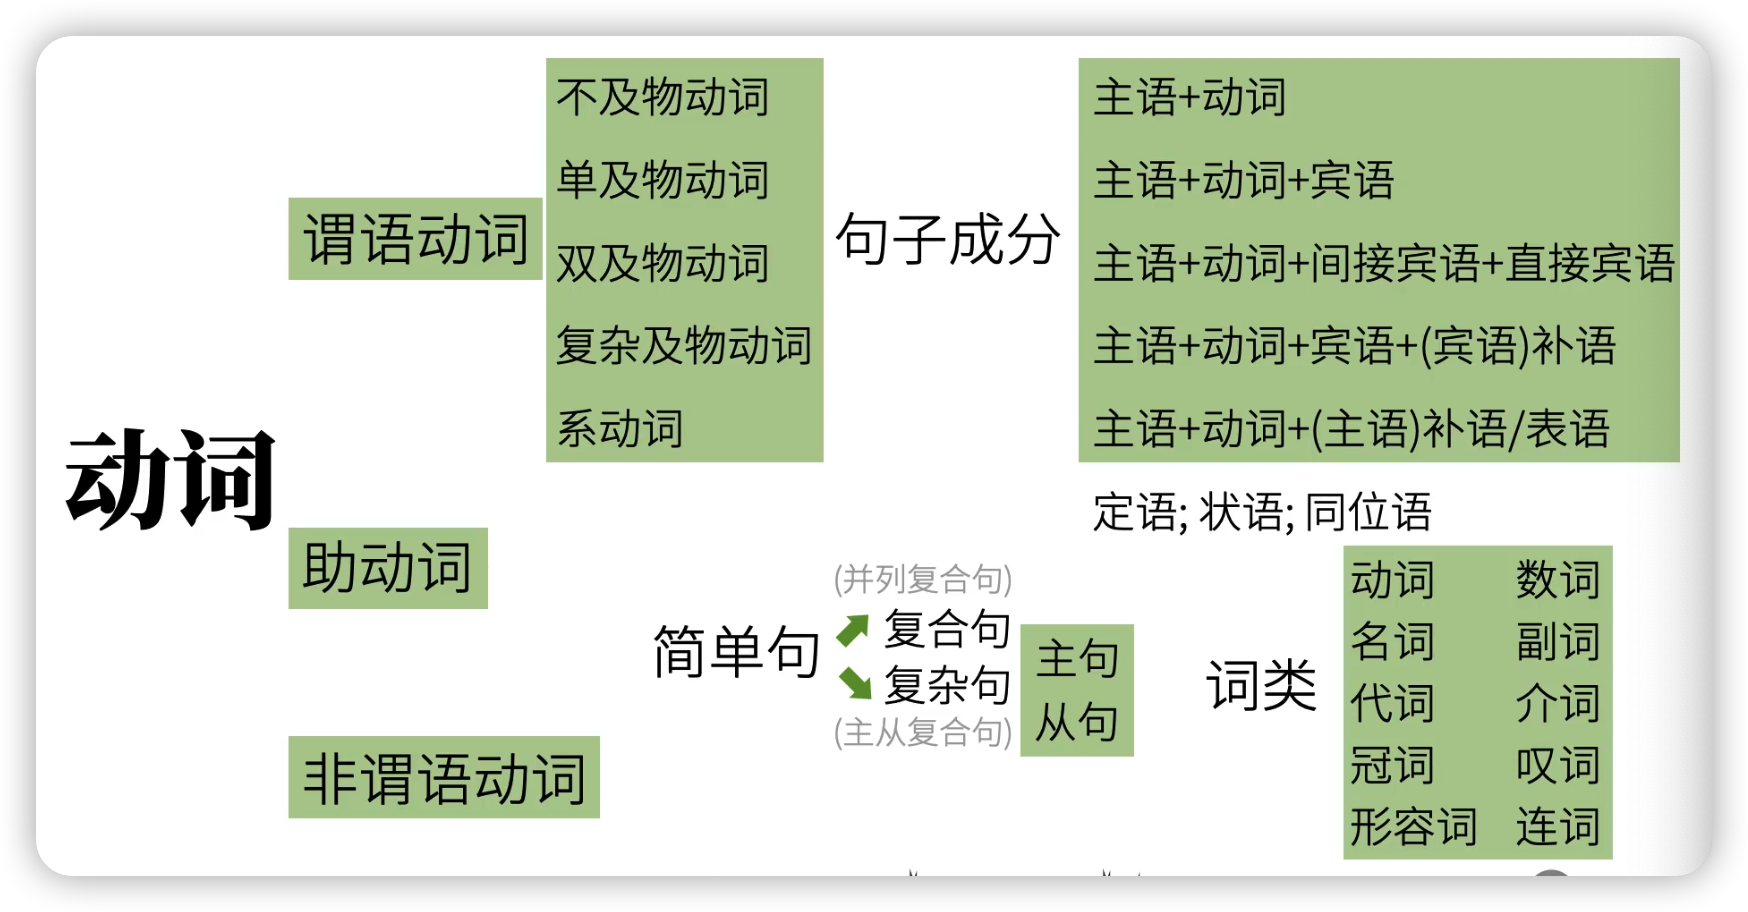 动词
谓语动词
不及物动词
单及物动词
双及物动词
复杂及物动词
系动词
句子成分
主语+动词
主语+动词+宾语
主语+动词+间接宾语+直接宾语
主语+动词+宾语+(宾语)补语
主语+动词+(主语)补语/表语
定语; 状语; 同位语
助动词
非谓语动词
简单句
(并列复合句)
复合句
复杂句
(主从复合句)
主句
从句
词类
动词 数词
名词 副词
代词 介词
冠词 叹词
形容词 连词